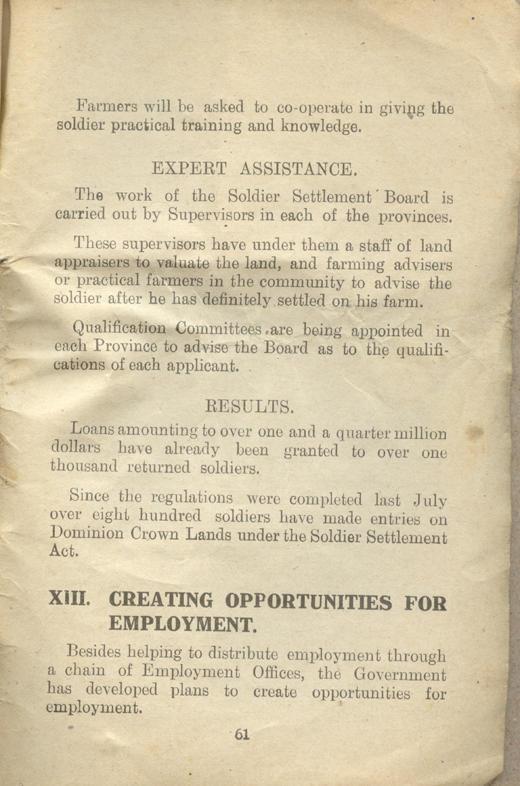 Farmers will be asked to co-operate in giving the
soldier practical training and knowledge.
EXPERT ASSISTANCE.
The work of the Soldier Settlement Board is
carried out by Supervisors in each of the provinces.
These supervisors have under them a staff of land
appraisers to valuate the land, and farming advisers
or practical farmers in the community to advise the
soldier after he has definitely settled on his farm.
Qualification Committees are being appointed in
each Province to advise the Board as to the qualifi-
cations of each applicant.
RESULTS.
Loans amounting to over one and a quarter million
dollars have already been granted to over one
thousand returned soldiers.
Since the regulations were completed last July
over eight hundred soldiers have made entries on
Dominion Crown Lands under the Soldier Settlement
Act.
XIII. CREATING OPPORTUNITIES FOR
EMPLOYMENT.
Besides helping to distribute employment through
a chain of Employment Offices, the Government
has developed plans to create opportunities for
employment.
61